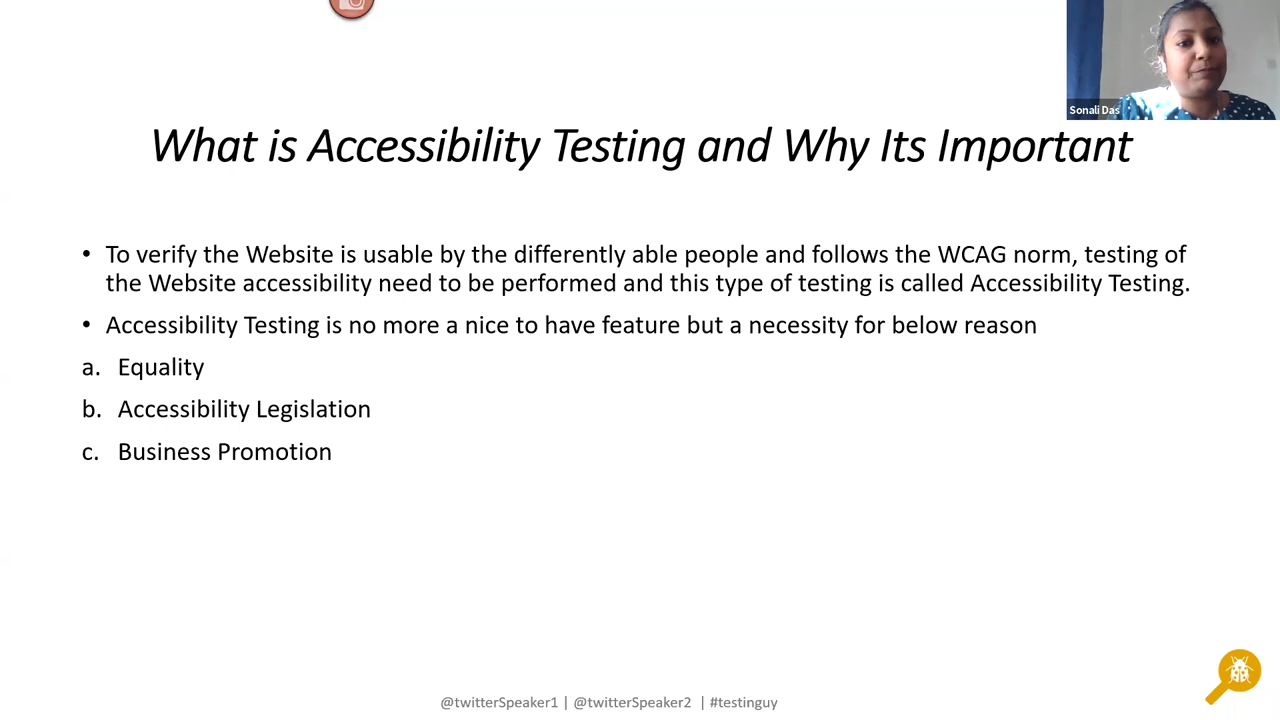 Sonali Das
What is Accessibility Testing and Why Its Important
• To verify the Website is usable by the differently able people and follows the WCAG norm, testing of
the Website accessibility need to be performed and this type of testing is called Accessibility Testing.
• Accessibility Testing is no more a nice to have feature but a necessity for below reason
a. Equality
b. Accessibility Legislation
c. Business Promotion
@twitterSpeaker1 | @twitterSpeaker2 | #testinguy